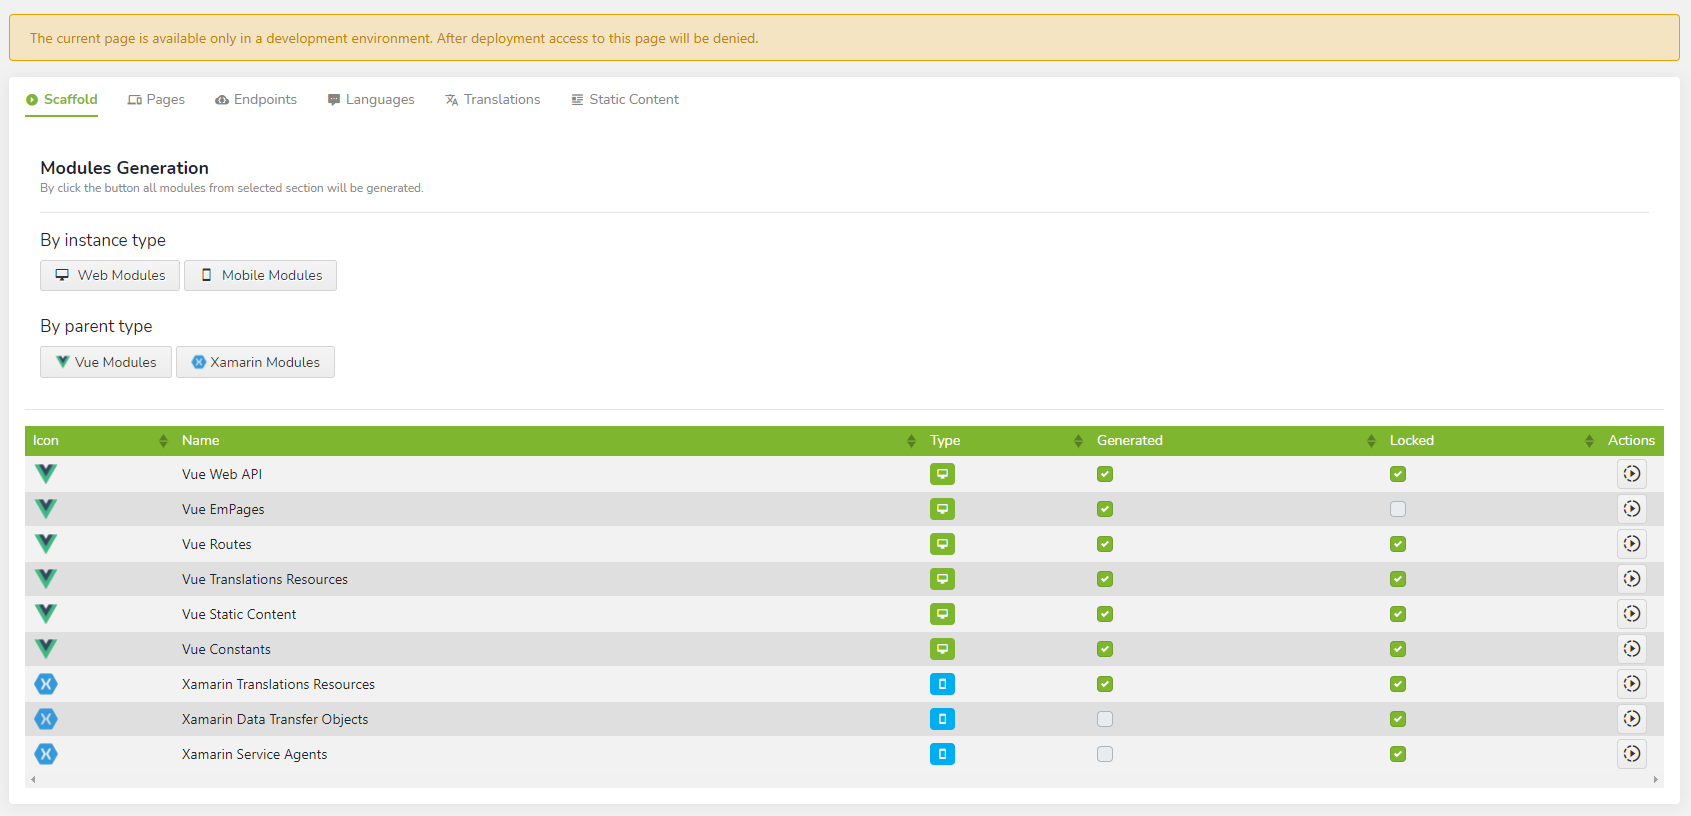 The current page is available only in a development environment. After deployment access to this page will be denied.
Scaffold Pages Endpoints Languages Translations Static Content
Modules Generation
By click the button all modules from selected section will be generated.
By instance type
Web Modules Mobile Modules
By parent type
Vue Modules Xamarin Modules
Icon Name Type Generated Locked Actions
Vue Web API
Vue EmPages
Vue Routes
Vue Translations Resources
Vue Static Content
Vue Constants
Xamarin Translations Resources
Xamarin Data Transfer Objects
Xamarin Service Agents